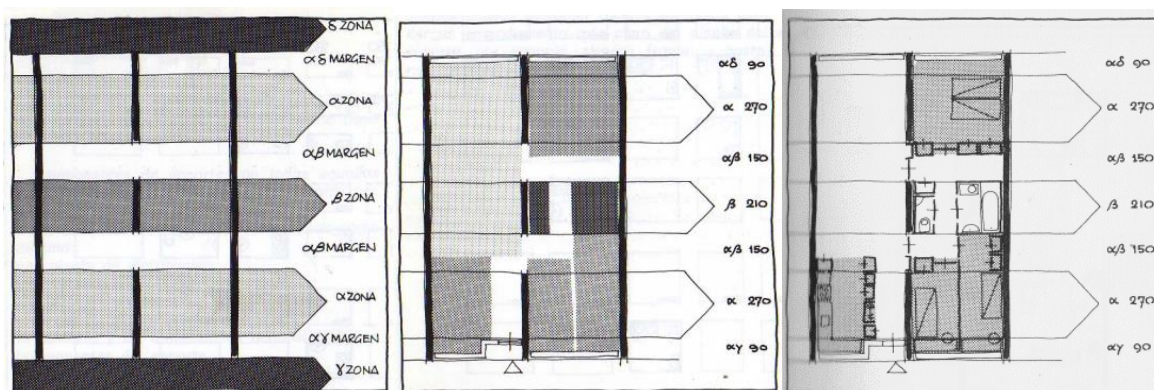 δ ZONA
αδ MARGEN
α ZONA
αβ MARGEN
β ZONA
αβ MARGEN
α ZONA
αγ MARGEN
γ ZONA
αδ 90
α 270
αβ 150
β 210
αβ 150
α 270
αγ 90
αδ 90
α 270
αβ 150
β 210
αβ 150
α 270
αγ 90